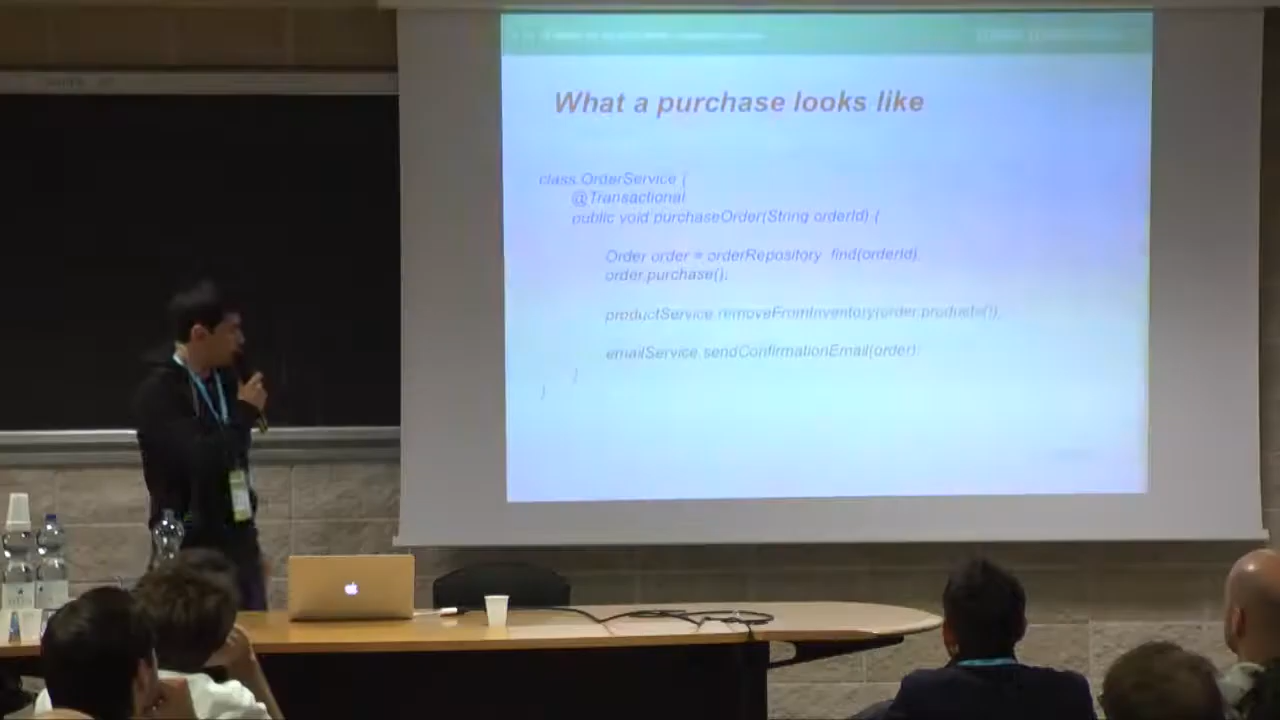 What a purchase looks like
class OrderService {
@Transactional
public void purchaseOrder(String orderId) {
Order order = orderRepository.find(orderId);
order.purchase();
productService.removeFromInventory(order.products());
emailService.sendConfirmationEmail(order);
}
}